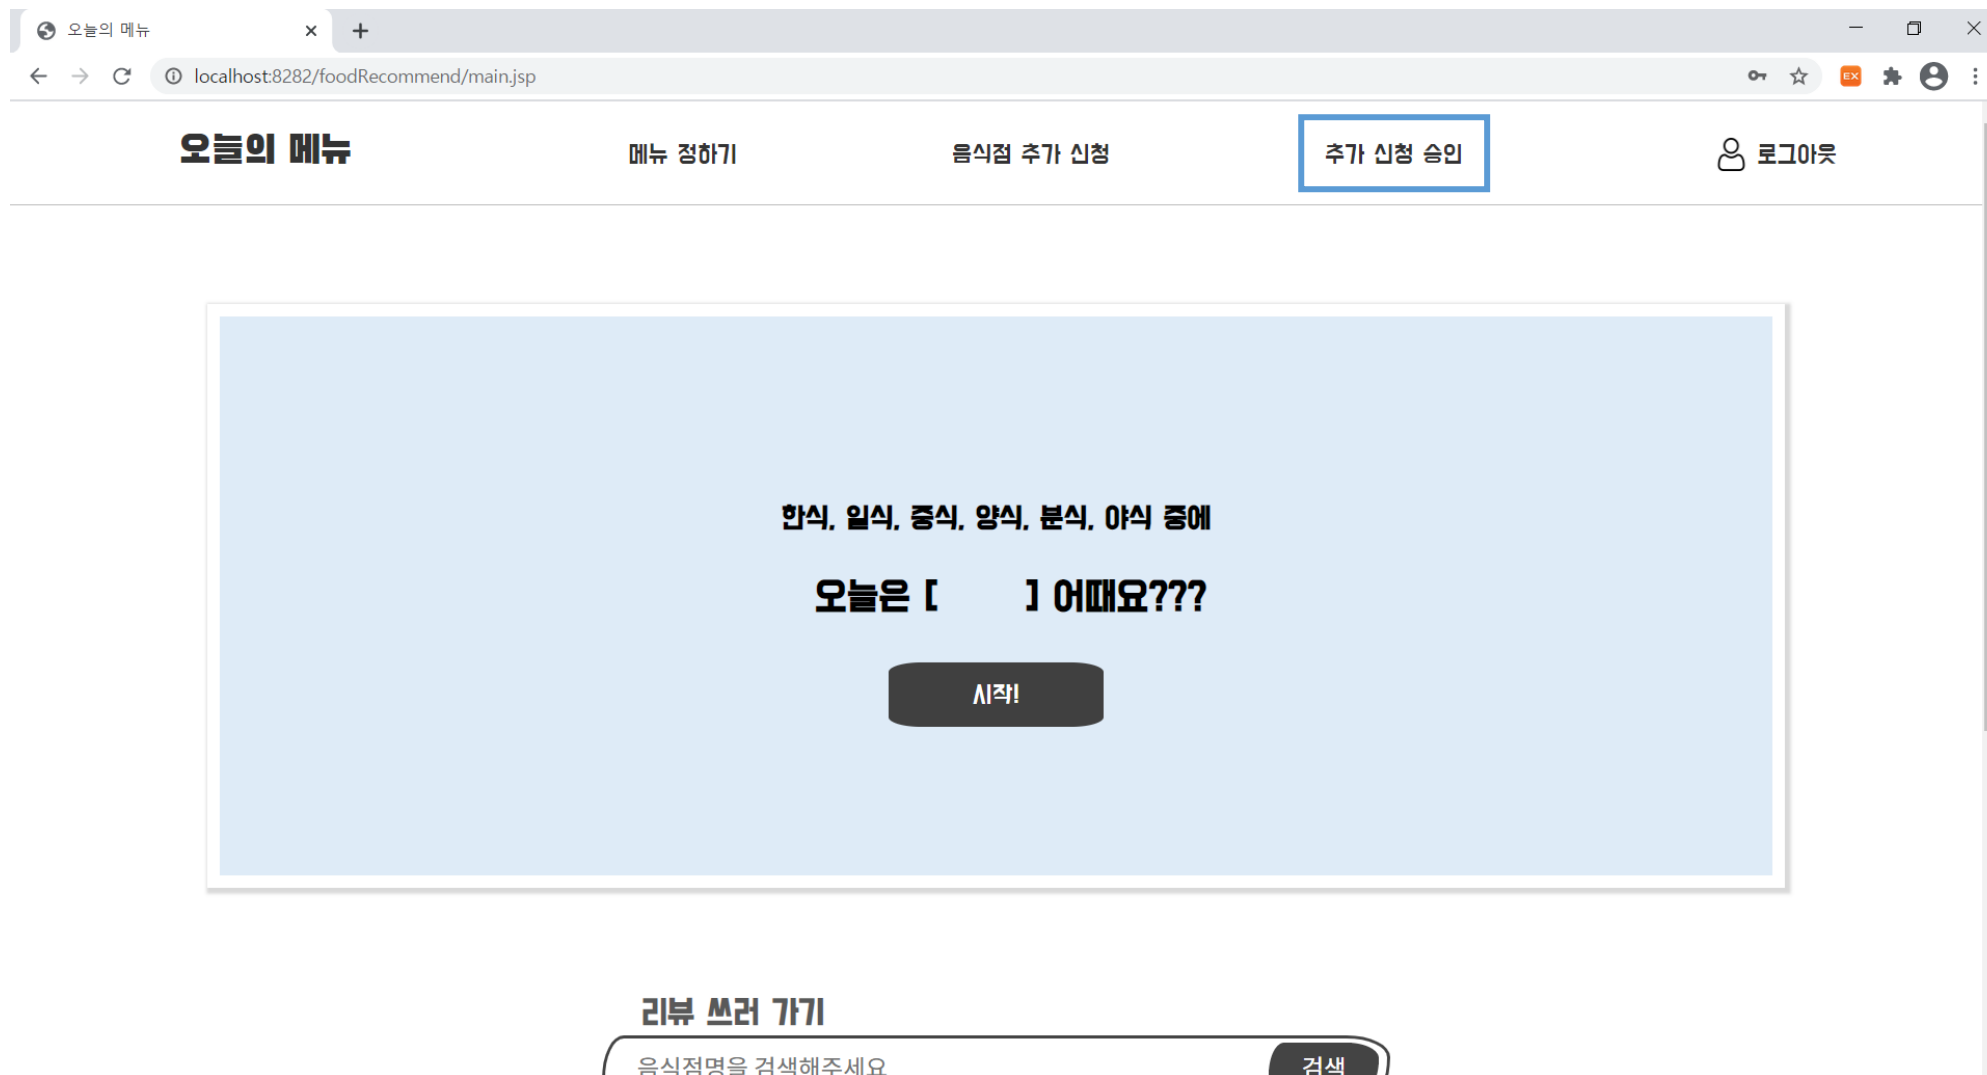 오늘의 메뉴
localhost:8282/foodRecommend/main.jsp
EX
오늘의 메뉴 메뉴 정하기 음식점 추가 신청 추가 신청 승인 로그아웃
한식, 일식, 중식, 양식, 분식, 야식 중에
오늘은 [ ] 어때요???
시작!
리뷰 쓰러 가기
음식점명을 검색해주세요 검색